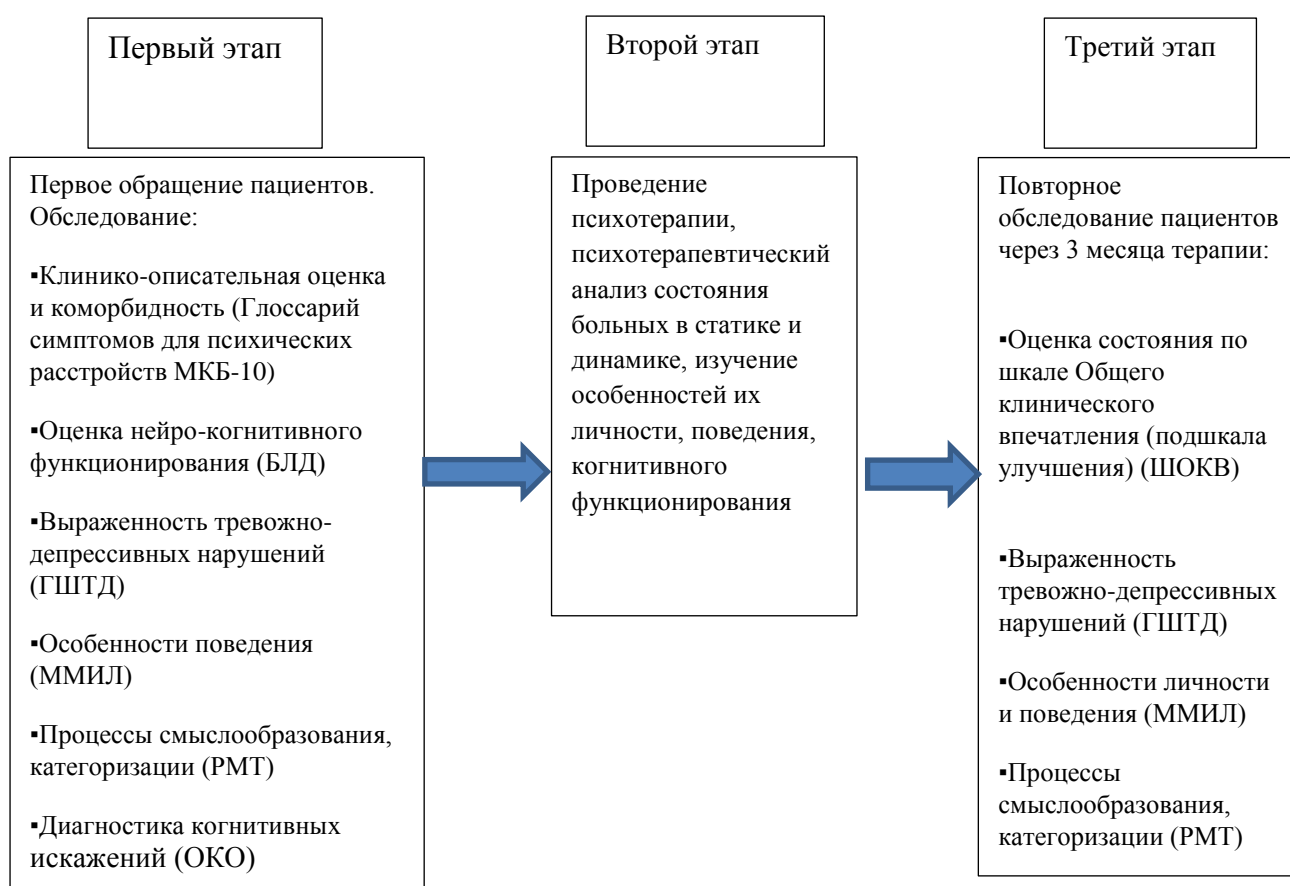 Первый этап
Второй этап
Третий этап
Первое обращение пациентов.
Обследование:
▪Клинико-описательная оценка
и коморбидность (Глоссарий
симптомов для психических
расстройств МКБ-10)
▪Оценка нейро-когнитивного
функционирования (БЛД)
▪Выраженность тревожно-
депрессивных нарушений
(ГШТД)
▪Особенности поведения
(ММИЛ)
▪Процессы смыслообразования,
категоризации (РМТ)
▪Диагностика когнитивных
искажений (ОКО)
Проведение
психотерапии,
психотерапевтический
анализ состояния
больных в статике и
динамике, изучение
особенностей их
личности, поведения,
когнитивного
функционирования
Повторное
обследование пациентов
через 3 месяца терапии:
▪Оценка состояния по
шкале Общего
клинического
впечатления (подшкала
улучшения) (ШОКВ)
▪Выраженность
тревожно-депрессивных
нарушений (ГШТД)
▪Особенности личности
и поведения (ММИЛ)
▪Процессы
смыслообразования,
категоризации (РМТ)